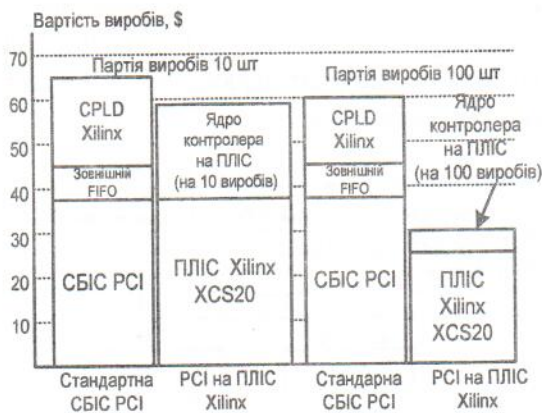 Вартість виробів, $
70
60
50
40
30
20
10
Партія виробів 10 шт
Партія виробів 100 шт
CPLD
Xilinx
Зовнішній
FIFO
СБІС PCI
Ядро
контролера
на ПЛІС
(на 10 виробів)
ПЛІС Xilinx
XCS20
CPLD
Xilinx
Зовнішній
FIFO
СБІС PCI
Ядро
контролера
на ПЛІС
(на 100 виробів)
ПЛІС
Xilinx
XCS20
Стандартна
СБІС PCI
PCI на ПЛІС
Xilinx
Стандартна
СБІС PCI
PCI на ПЛІС
Xilinx